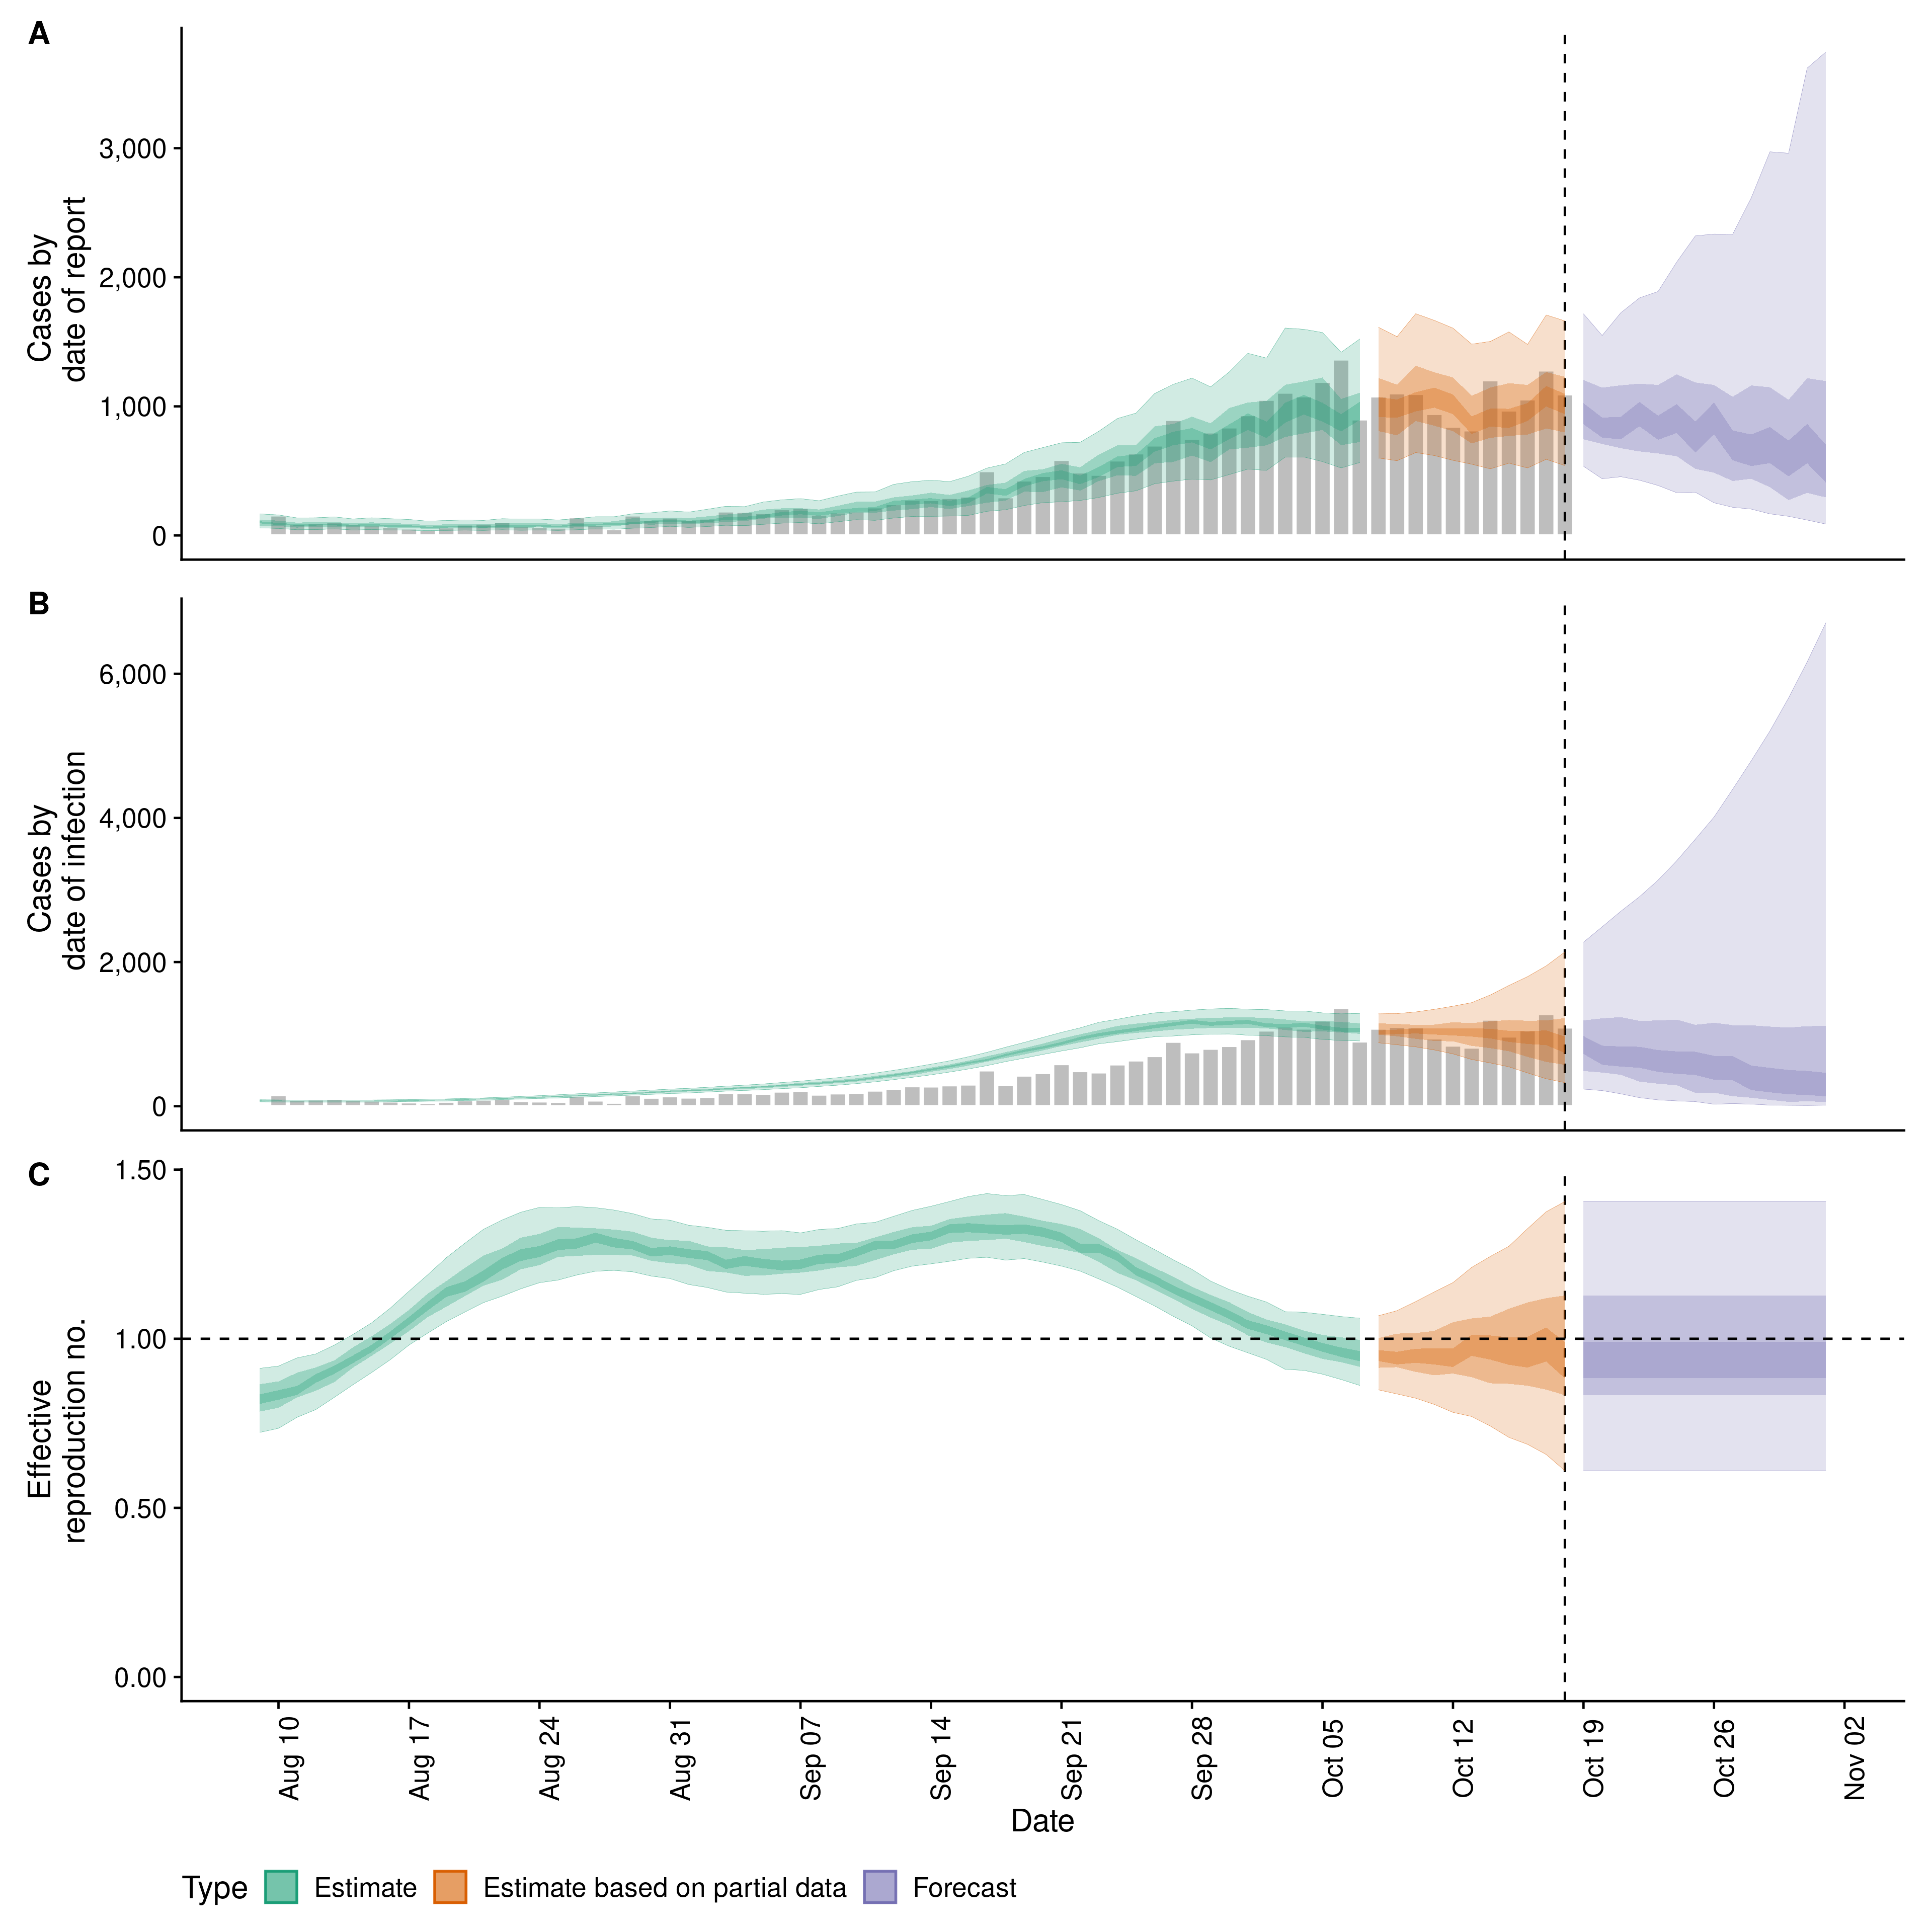 A
Cases by
date of report
3,000
2,000
1,000
0
B
Cases by
date of infection
6,000
4,000
2,000
0
C
Effective
reproduction no.
1.50
1.00
0.50
0.00
Aug 10
Aug 17
Aug 24
Aug 31
Sep 07
Sep 14
Sep 21
Sep 28
Oct 05
Oct 12
Oct 19
Oct 26
Nov 02
Date
Type Estimate Estimate based on partial data Forecast